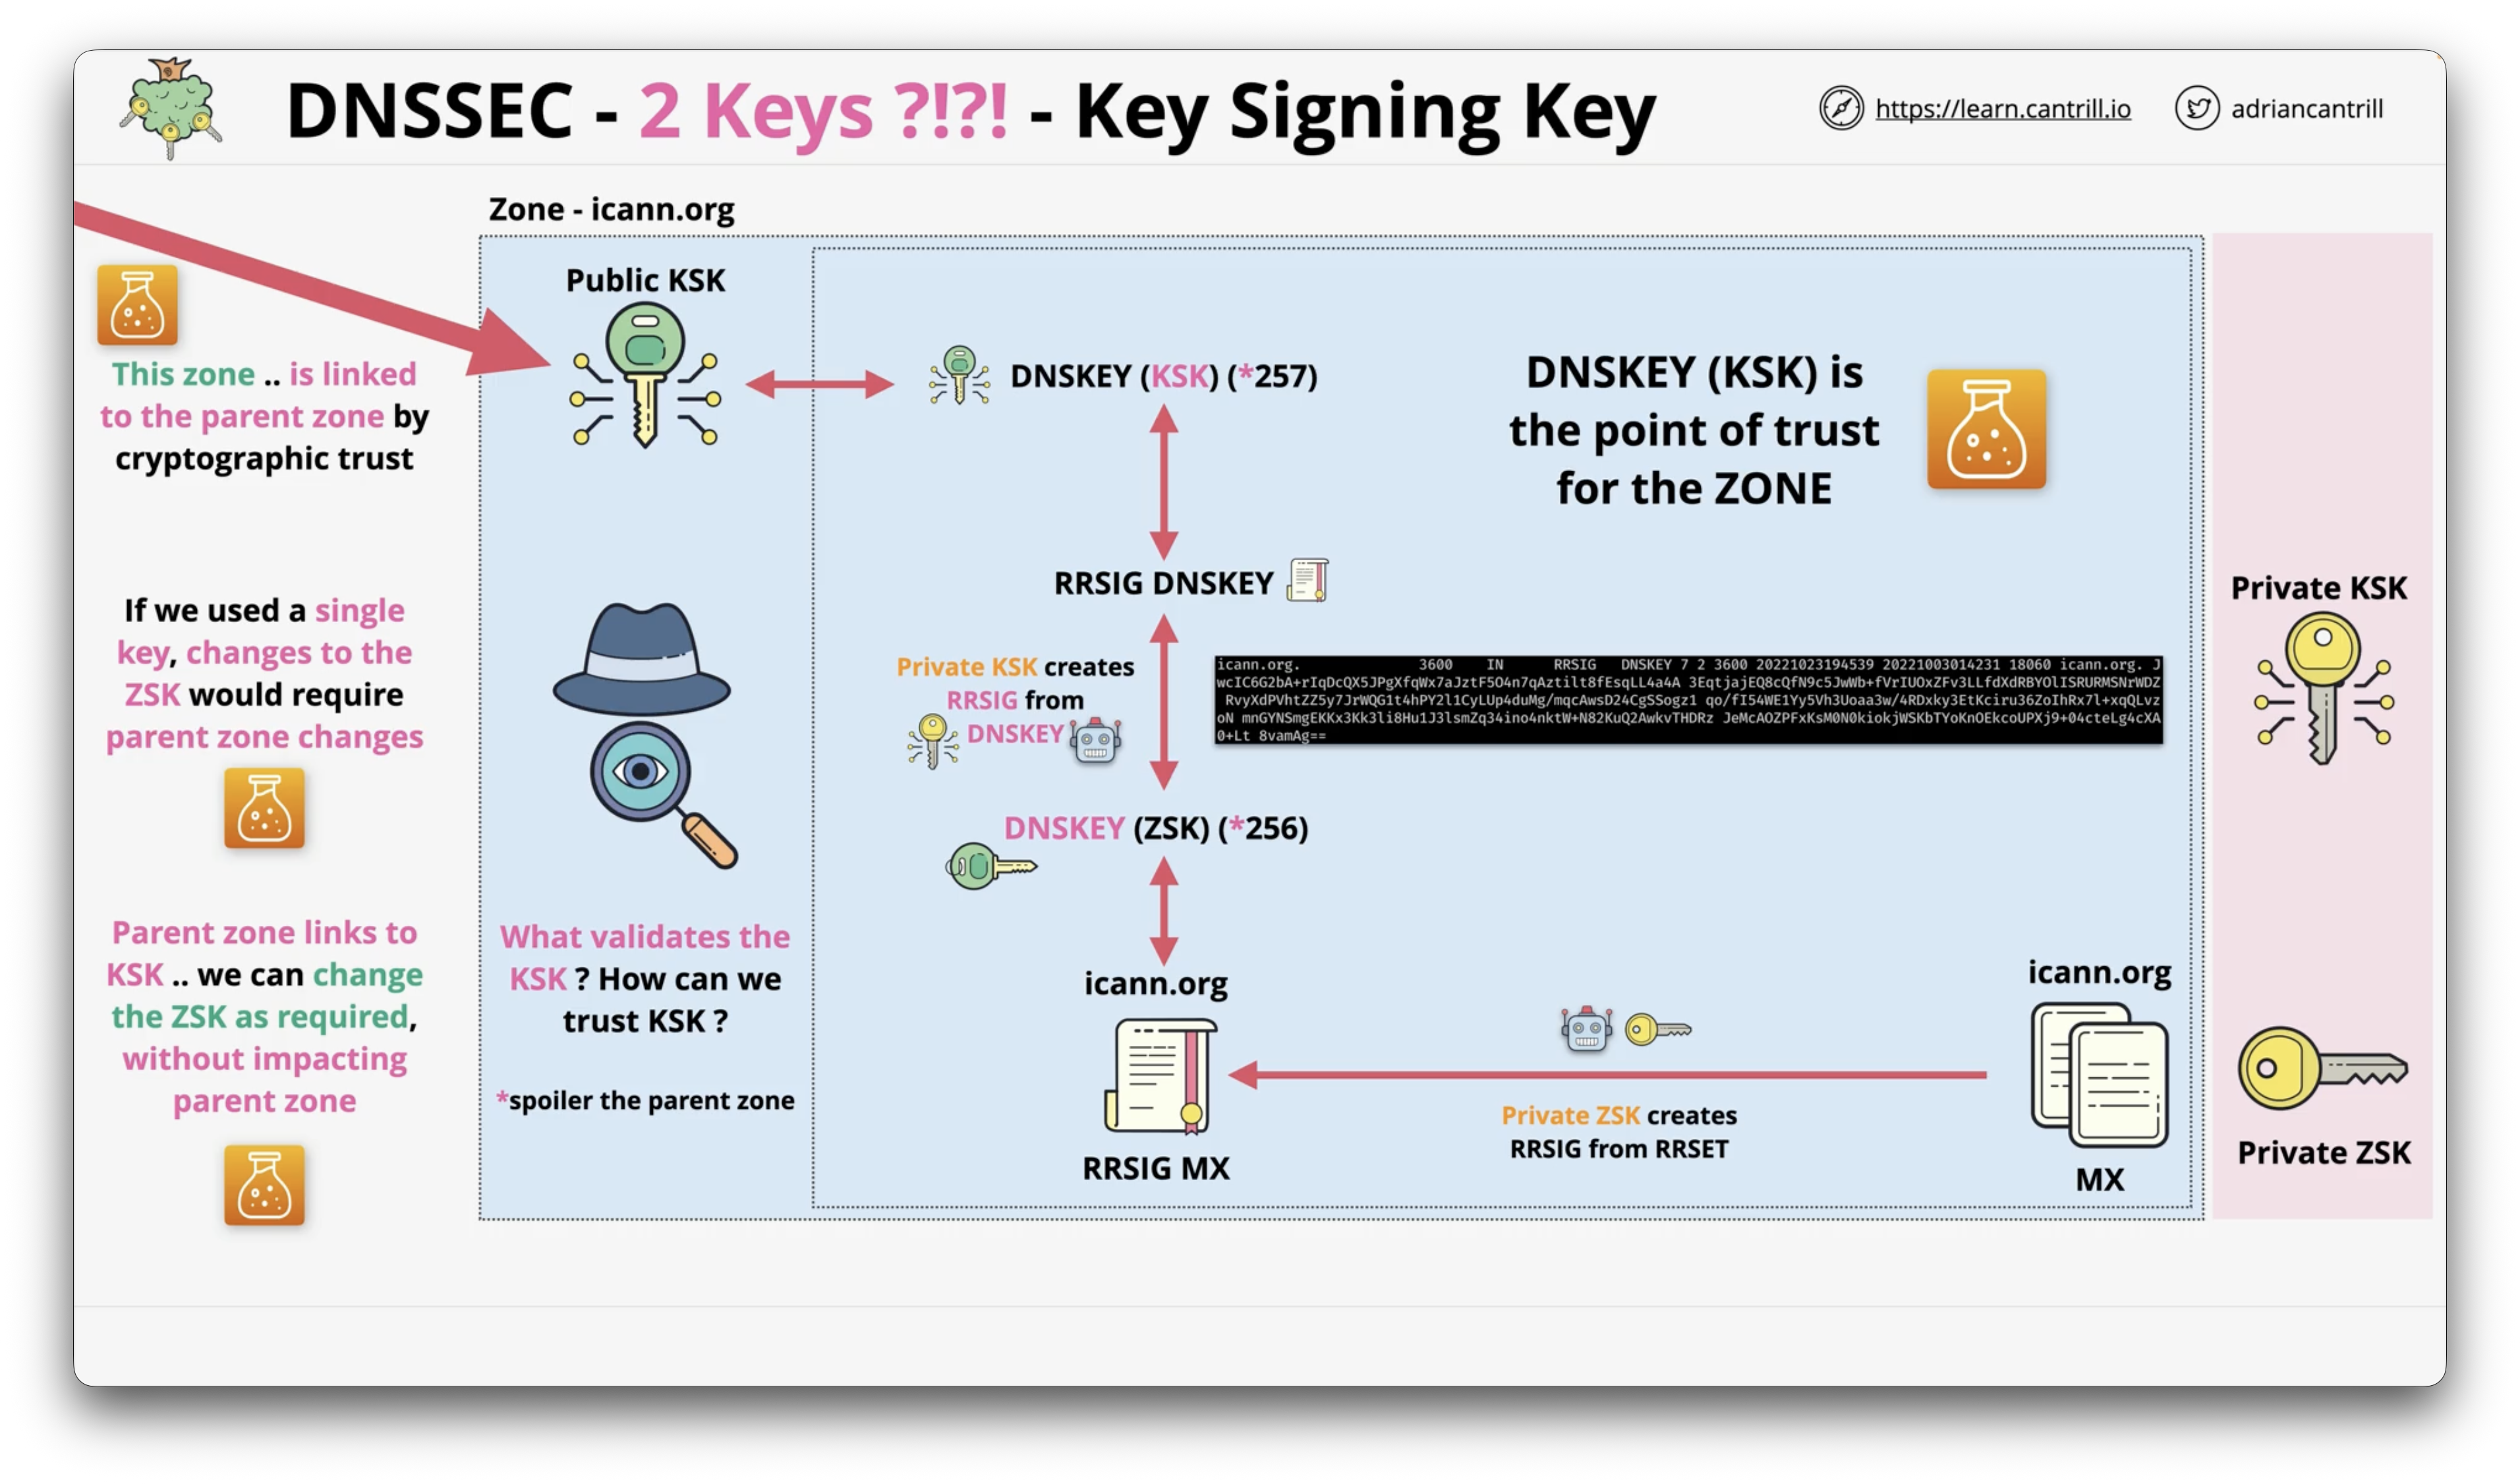 DNSSEC - 2 Keys ?!?! - Key Signing Key
https://learn.cantrill.io
adriancantrill
Zone - icann.org
This zone .. is linked
to the parent zone by
cryptographic trust
If we used a single
key, changes to the
ZSK would require
parent zone changes
Parent zone links to
KSK .. we can change
the ZSK as required,
without impacting
parent zone
Public KSK
What validates the
KSK ? How can we
trust KSK ?
*spoiler the parent zone
DNSKEY (KSK) (*257)
DNSKEY (KSK) is
the point of trust
for the ZONE
RRSIG DNSKEY
Private KSK creates
RRSIG from
DNSKEY
icann.org. 3600 IN RRSIG DNSKEY 7 2 3600 20221023194539 20221003014231 18060 icann.org. J
0+Lt 8vamAg==
DNSKEY (ZSK) (*256)
icann.org
RRSIG MX
Private ZSK creates
RRSIG from RRSET
icann.org
MX
Private KSK
Private ZSK